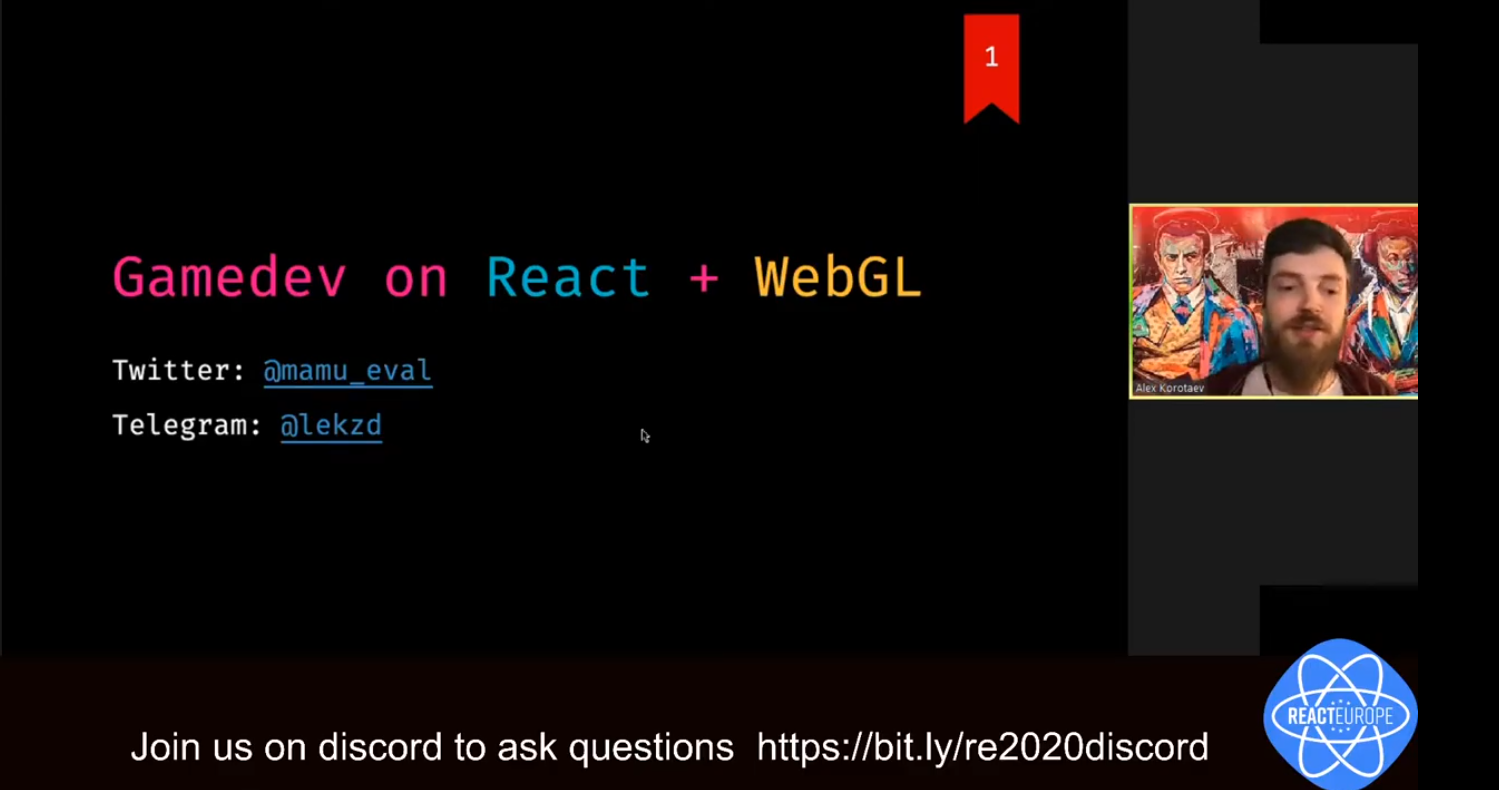 1
Gamedev on React + WebGL
Twitter: @mamu_eval
Telegram: @lekzd
Alex Korotaev
REACTEUROPE
Join us on discord to ask questions https://bit.ly/re2020discord